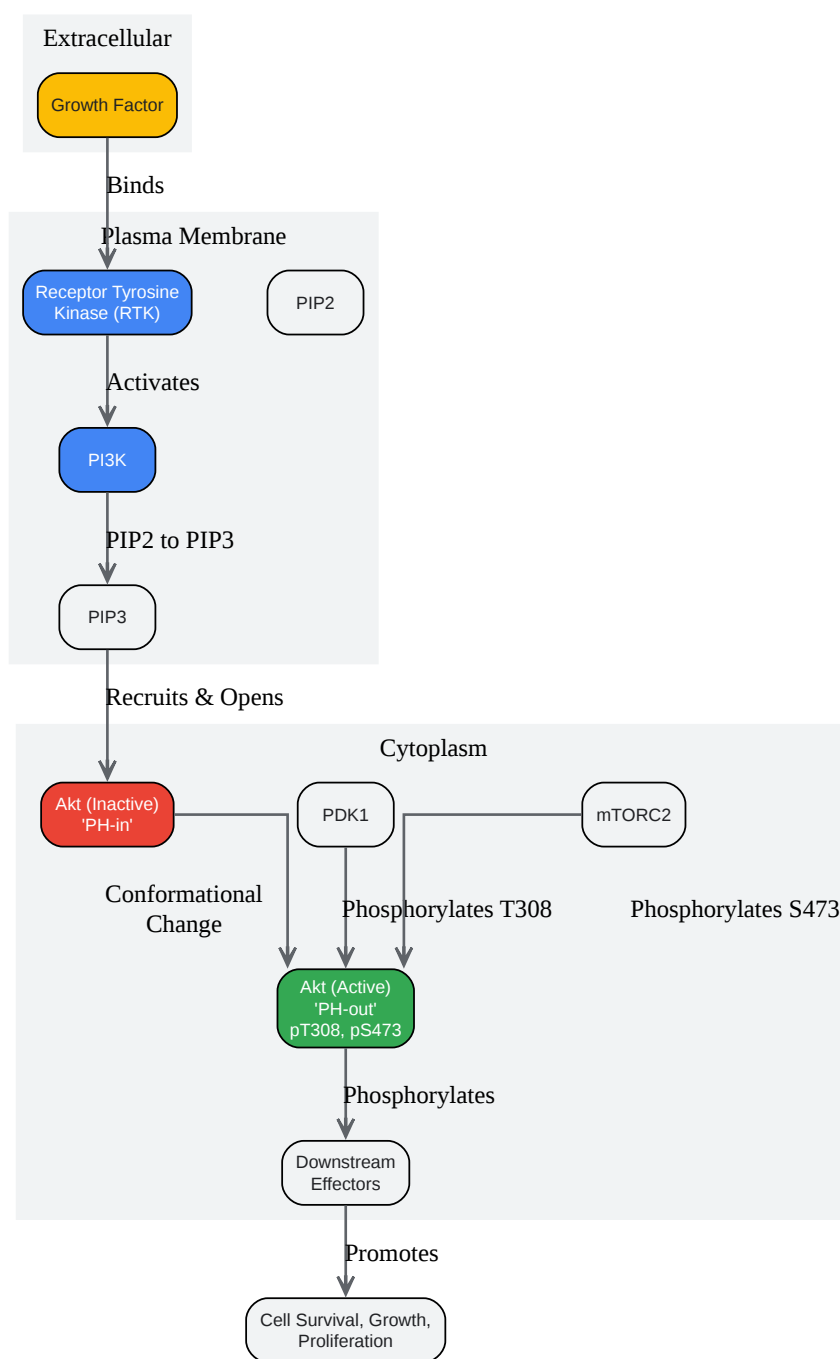 Extracellular
Growth Factor
Binds
Plasma Membrane
Receptor Tyrosine
Kinase (RTK)
PIP2
Activates
PI3K
PIP2 to PIP3
PIP3
Recruits & Opens
Cytoplasm
Akt (Inactive)
'PH-in'
PDK1
mTORC2
Conformational
Change
Phosphorylates T308
Phosphorylates S473
Akt (Active)
'PH-out'
pT308, pS473
Phosphorylates
Downstream
Effectors
Promotes
Cell Survival, Growth,
Proliferation